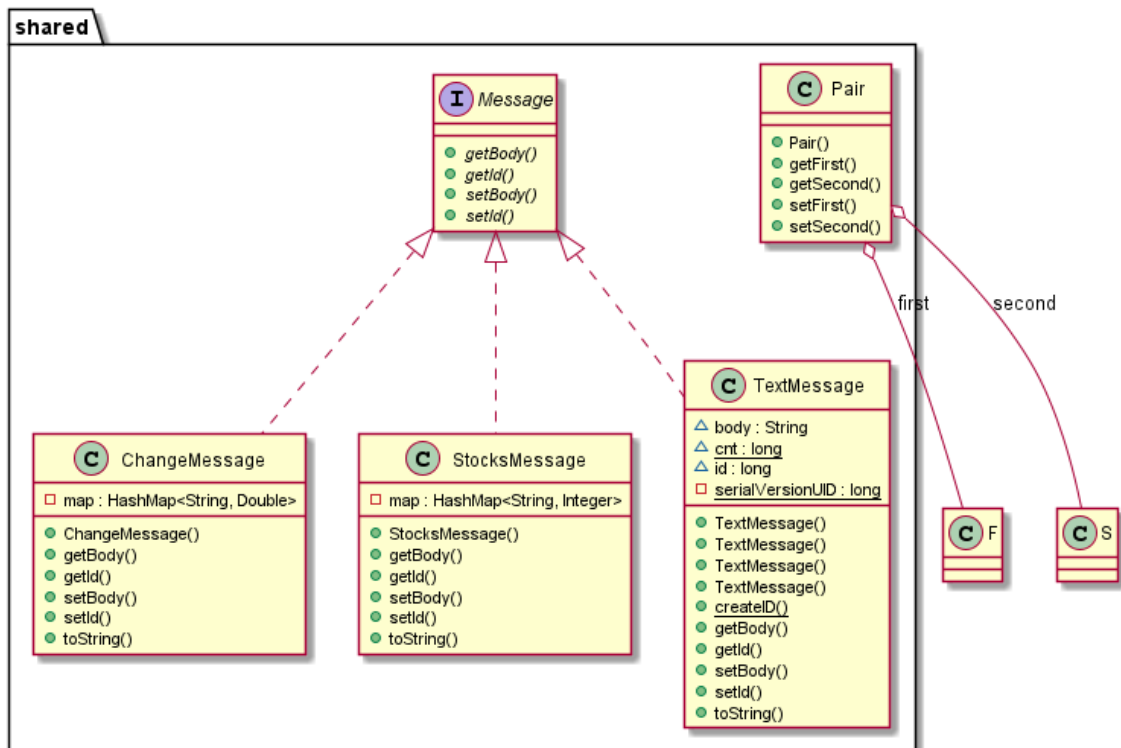 shared
I Message
getBody()
getId()
setBody()
setId()
C Pair
Pair()
getFirst()
getSecond()
setFirst()
setSecond()
first
second
C ChangeMessage
map : HashMap<String, Double>
ChangeMessage()
getBody()
getId()
setBody()
setId()
toString()
C StocksMessage
map : HashMap<String, Integer>
StocksMessage()
getBody()
getId()
setBody()
setId()
toString()
C TextMessage
body : String
cnt : long
id : long
serialVersionUID : long
TextMessage()
TextMessage()
TextMessage()
TextMessage()
createID()
getBody()
getId()
setBody()
setId()
toString()
C F
C S